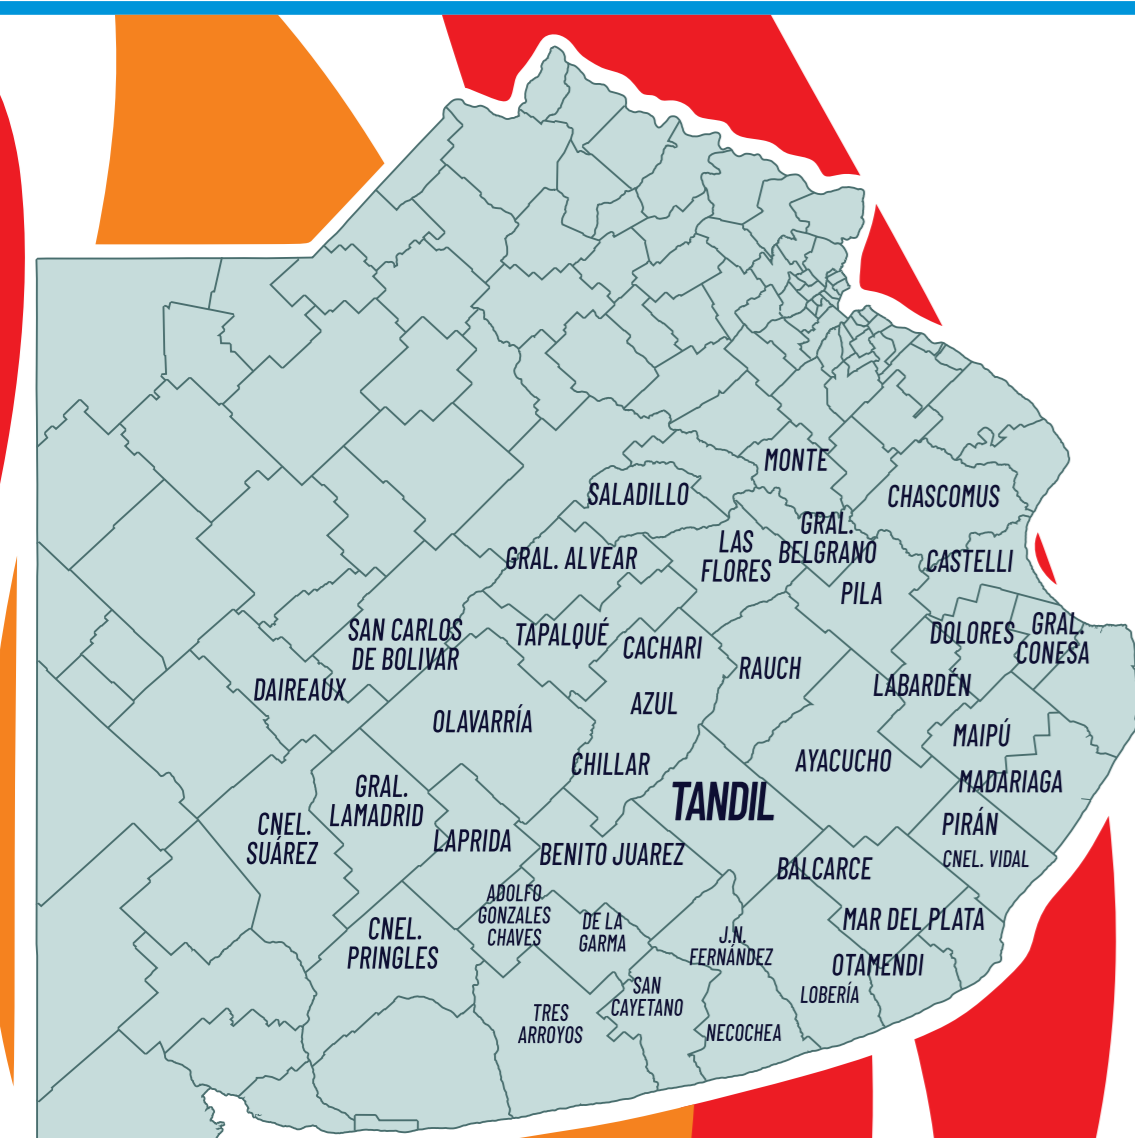 MONTE
SALADILLO
CHASCOMUS
GRAL.
BELGRANO
LAS
FLORES
GRAL. ALVEAR
CASTELLI
PILA
SAN CARLOS
DE BOLIVAR
TAPALQUÉ
CACHARI
DOLORES
GRAL.
CONESA
RAUCH
DAIREAUX
LABARDÉN
AZUL
OLAVARRÍA
MAIPÚ
CHILLAR
AYACUCHO
MADARIAGA
GRAL.
LAMADRID
TANDIL
CNEL.
SUÁREZ
LAPRIDA
PIRÁN
BENITO JUAREZ
CNEL. VIDAL
BALCARCE
ADOLFO
GONZALES
CHAVES
DE LA
GARMA
MAR DEL PLATA
CNEL.
PRINGLES
J.N.
FERNÁNDEZ
OTAMENDI
SAN
CAYETANO
LOBERÍA
TRES
ARROYOS
NECOCHEA